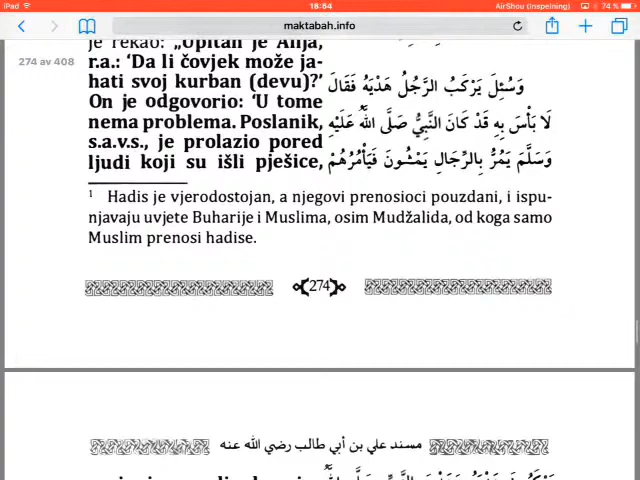 iPad
18:54
AirShou (inspelning)
74 %
maktabah.info
274 av 408
je rekao: „Upitan je Alija,
r.a.: ‘Da li čovjek može ja-
hati svoj kurban (devu)?’
On je odgovorio: ‘U tome
nema problema. Poslanik,
s.a.v.s., je prolazio pored
ljudi koji su išli pješice,
وَسُئِلَ يَرْكَبُ الرَّجُلُ هَدْيَهُ فَقَالَ
لَا بَأْسَ بِهِ قَدْ كَانَ النَّبِيُّ صَلَّى اللَّهُ عَلَيْهِ
وَسَلَّمَ يَمُرُّ بِالرِّجَالِ يَمْشُونَ فَيَأْمُرُهُمْ
1 Hadis je vjerodostojan, a njegovi prenosioci pouzdani, i ispu-
njavaju uvjete Buharije i Muslima, osim Mudžalida, od koga samo
Muslim prenosi hadise.
274
مسند علي بن أبي طالب رضي الله عنه